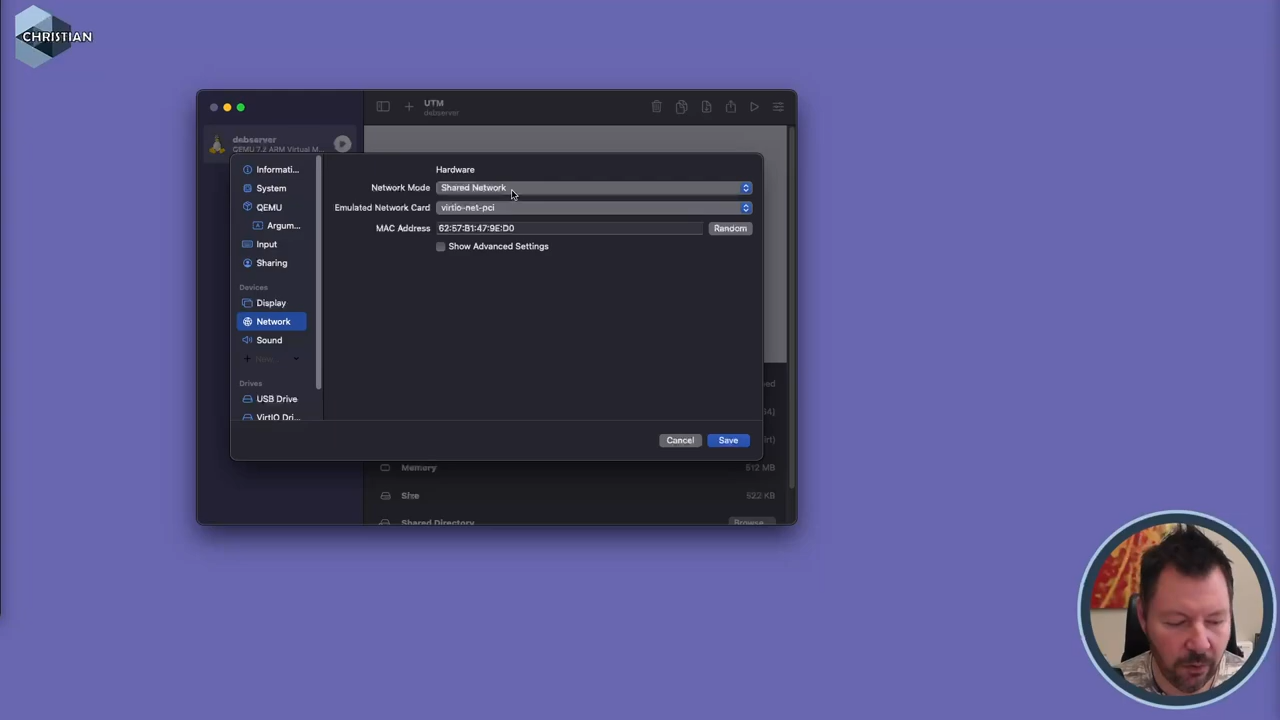 CHRISTIAN
UTM
debserver
debserver
QEMU 7.2 ARM Virtual M...
Informati...
System
QEMU
Argum...
Input
Sharing
Devices
Display
Network
Sound
New...
Drives
USB Drive
VirtIO Dri...
Hardware
Network Mode
Shared Network
Emulated Network Card
virtio-net-pci
MAC Address
62:57:B1:47:9E:D0
Random
Show Advanced Settings
Cancel
Save
Memory
512 MB
Size
522 KB
Shared Directory
Browse...